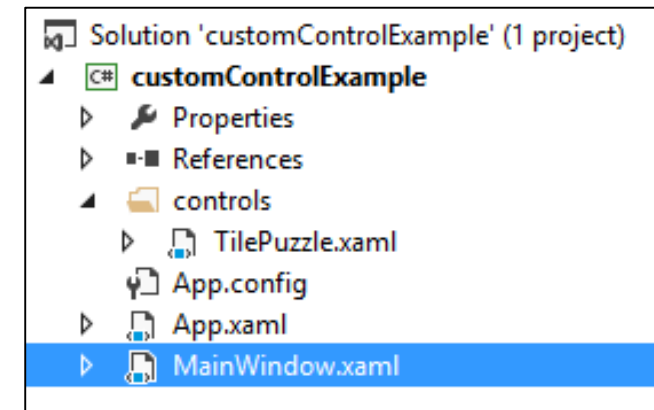 Solution 'customControlExample' (1 project)
C# customControlExample
Properties
References
controls
TilePuzzle.xaml
App.config
App.xaml
MainWindow.xaml